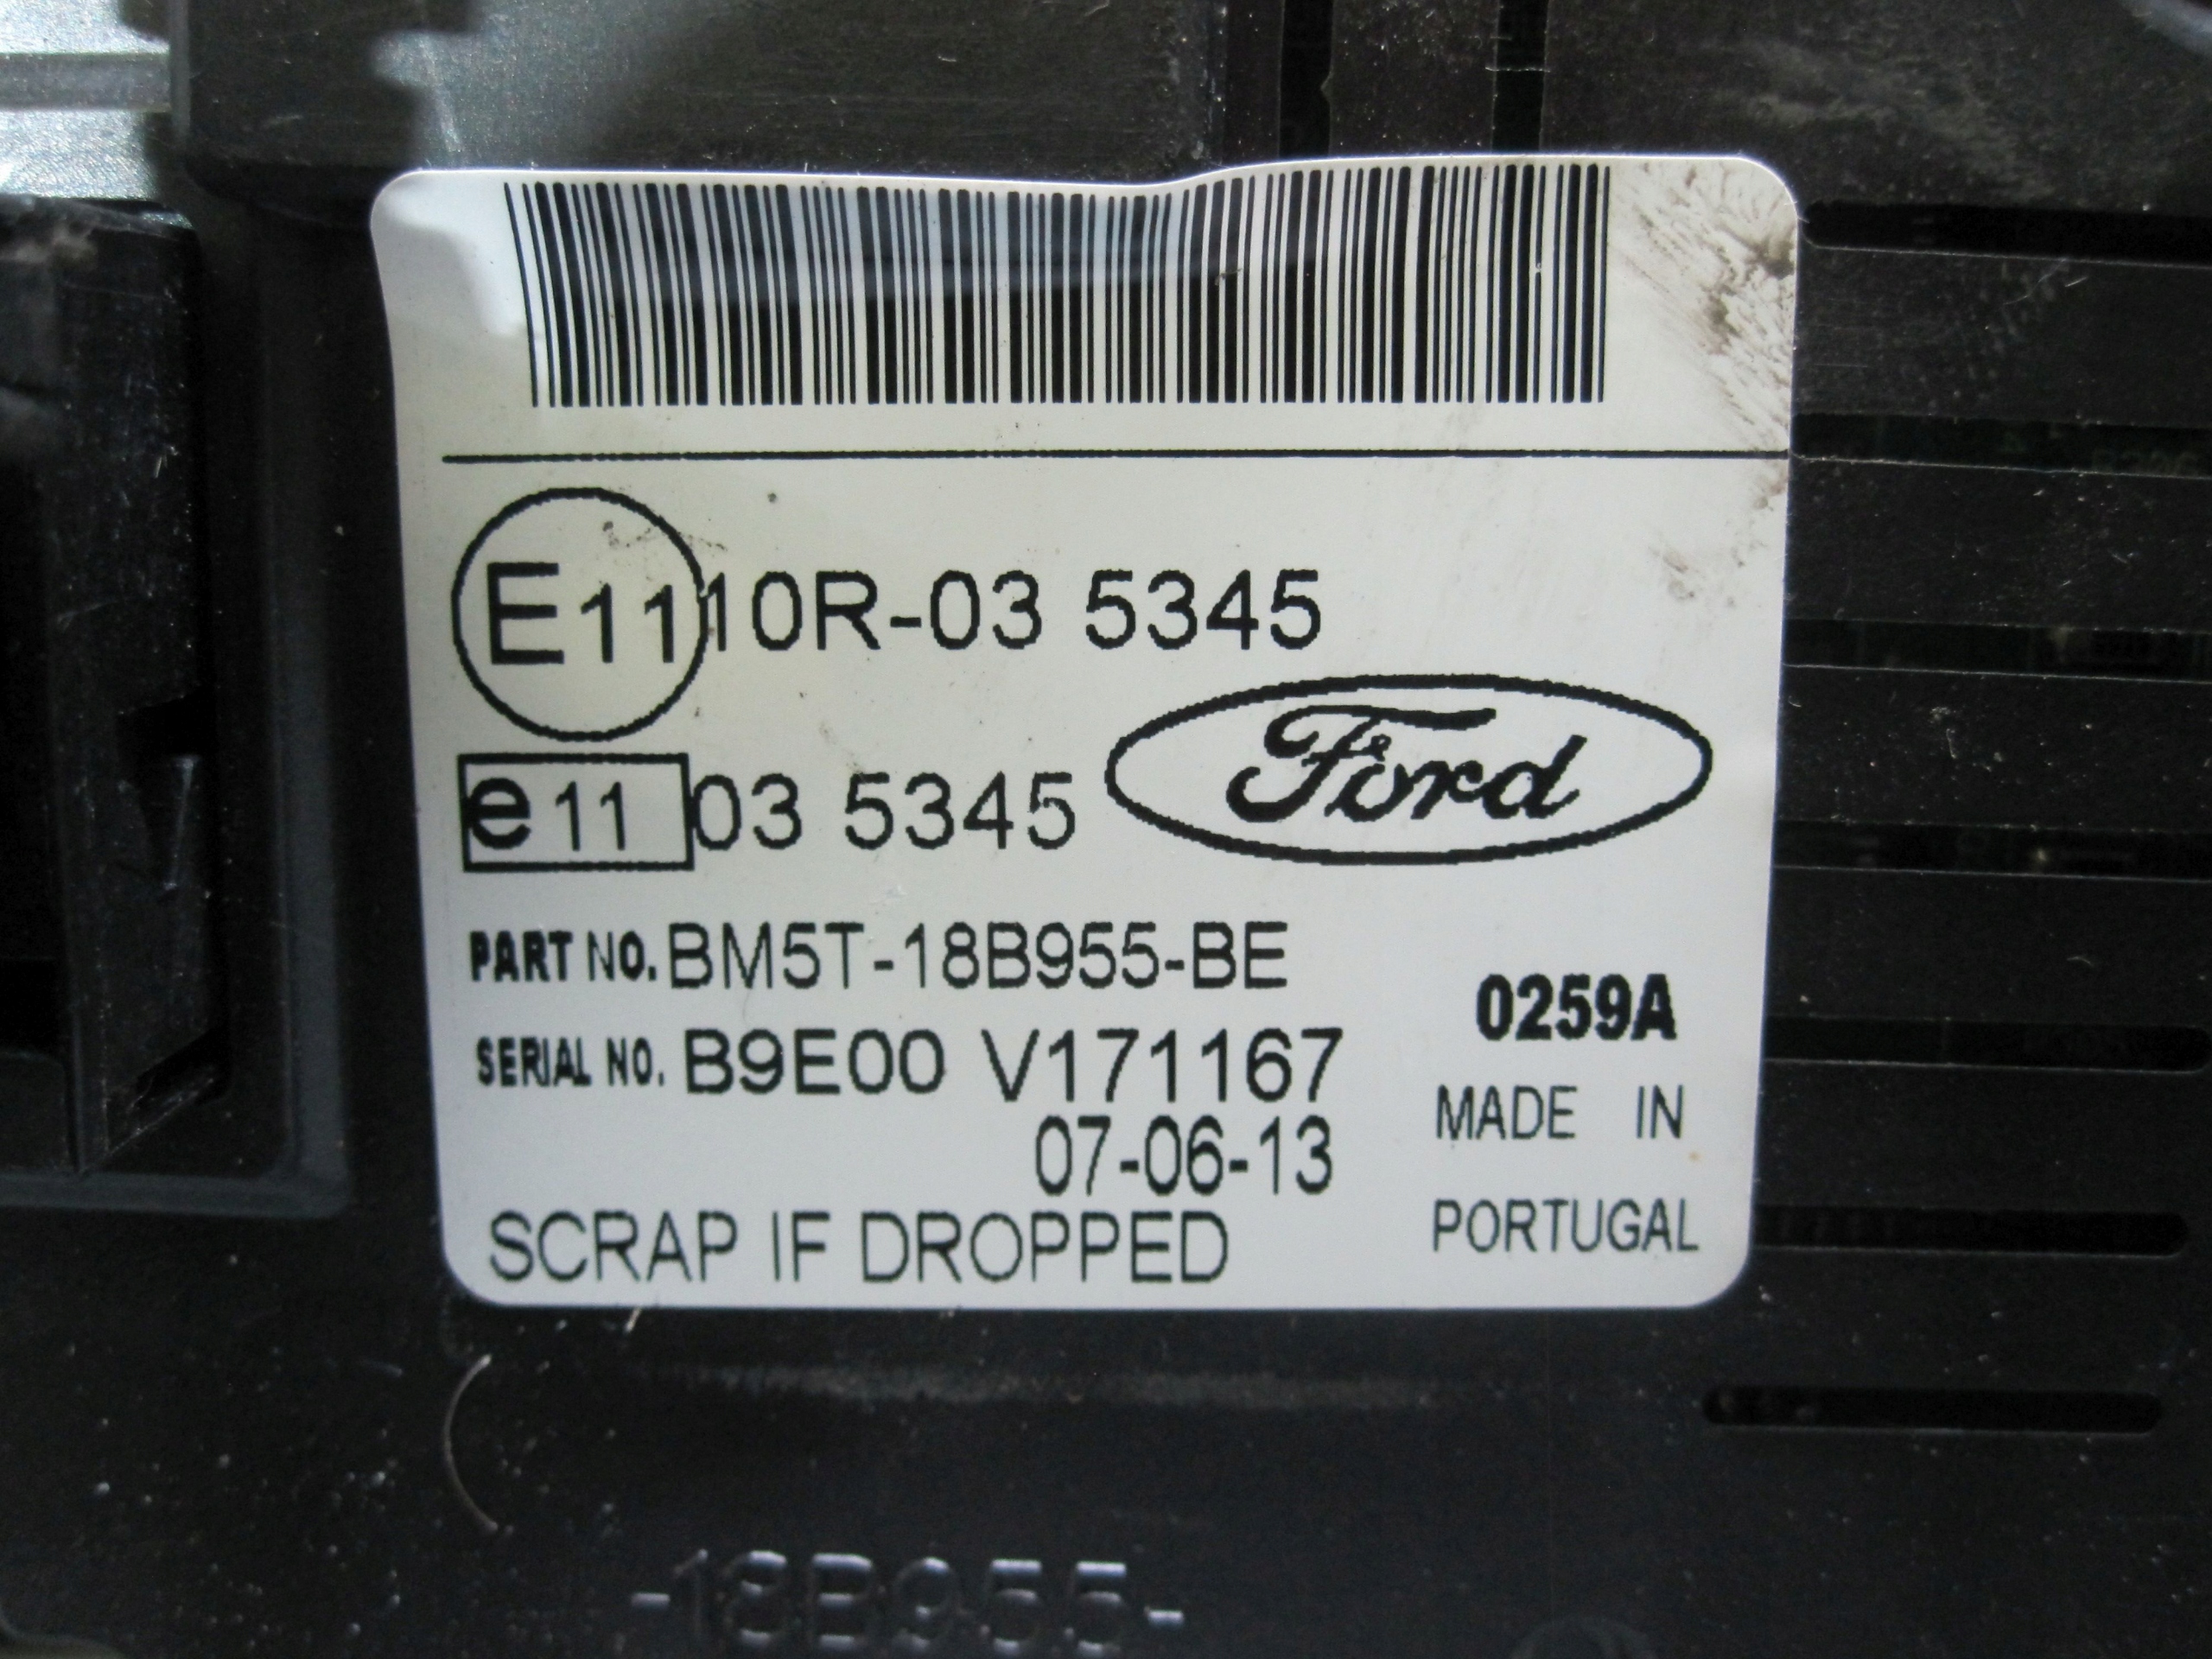 E11 10R-03 5345
e11 03 5345
Ford
PART NO. BM5T-18B955-BE
0259A
SERIAL NO. B9E00 V171167
MADE IN
07-06-13
PORTUGAL
SCRAP IF DROPPED
-18B955-